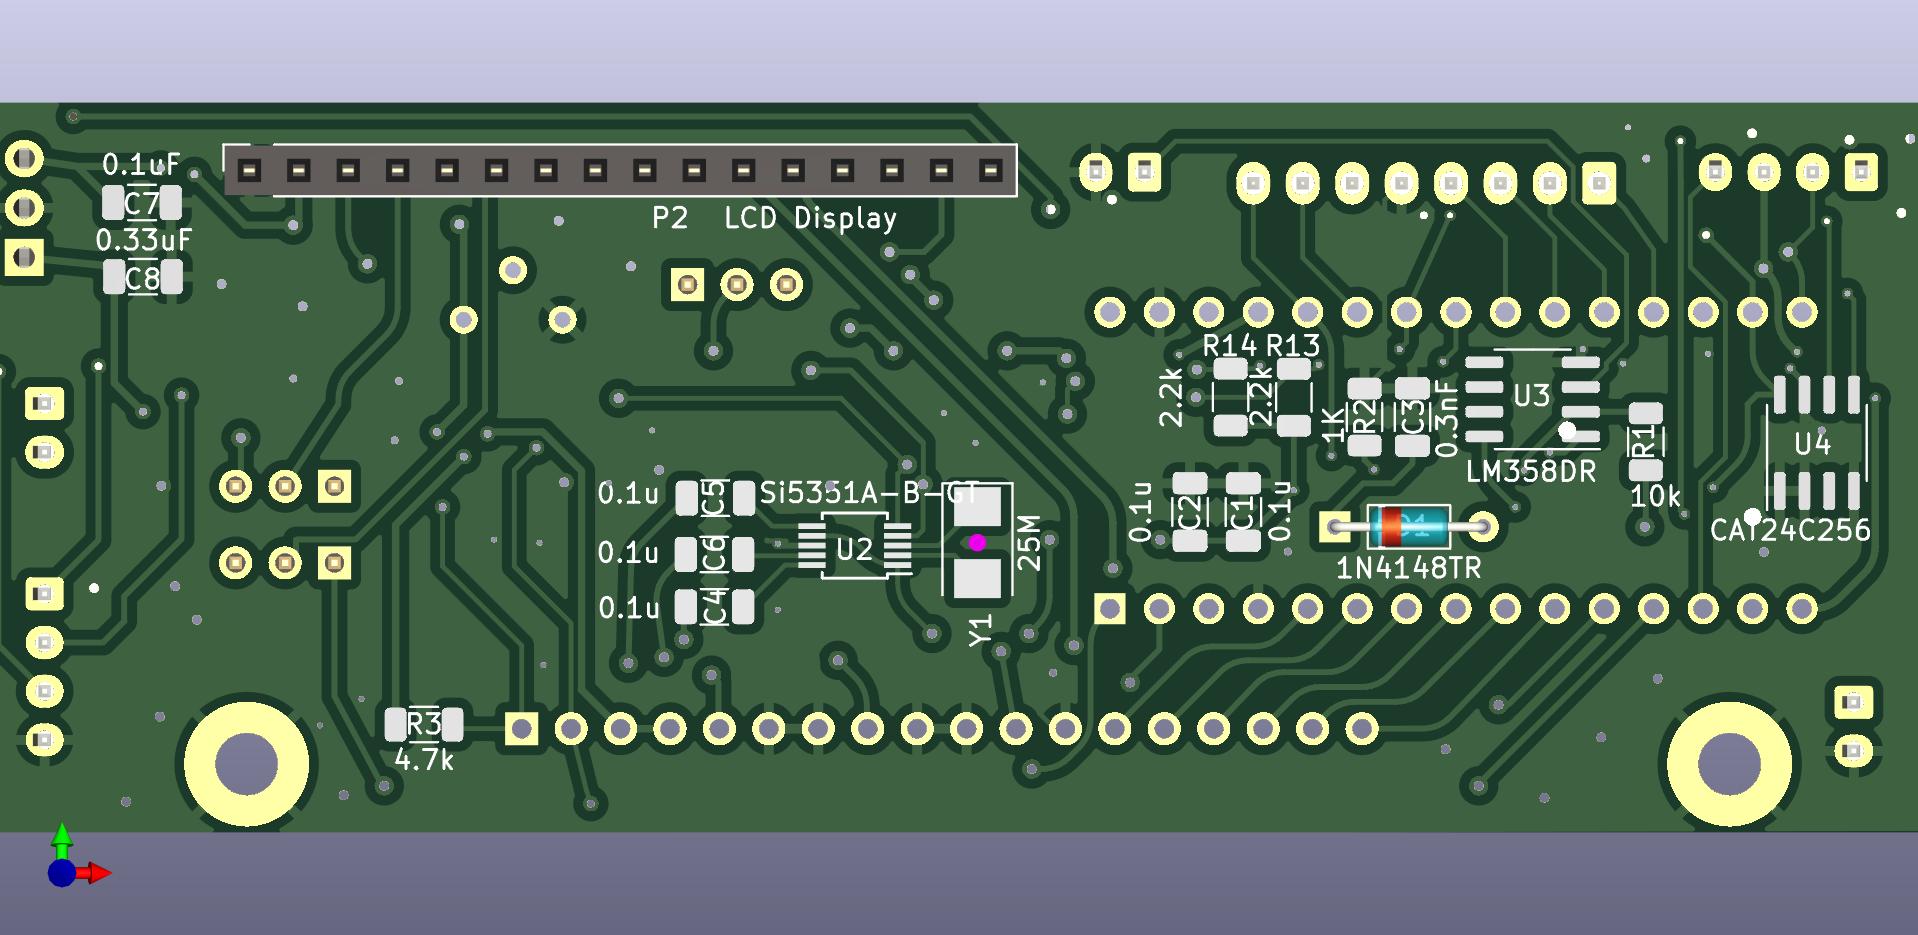 0.1uF
C7
0.33uF
C8
P2 LCD Display
R14 R13
2.2k
2.2k
1K
R2
C3
0.3nF
U3
LM358DR
R1
10k
U4
CAT24C256
0.1u
C5
Si5351A-B-GT
0.1u
C6
U2
25M
0.1u
C4
Y1
0.1u
C2
C1
0.1u
D1
1N4148TR
R3
4.7k